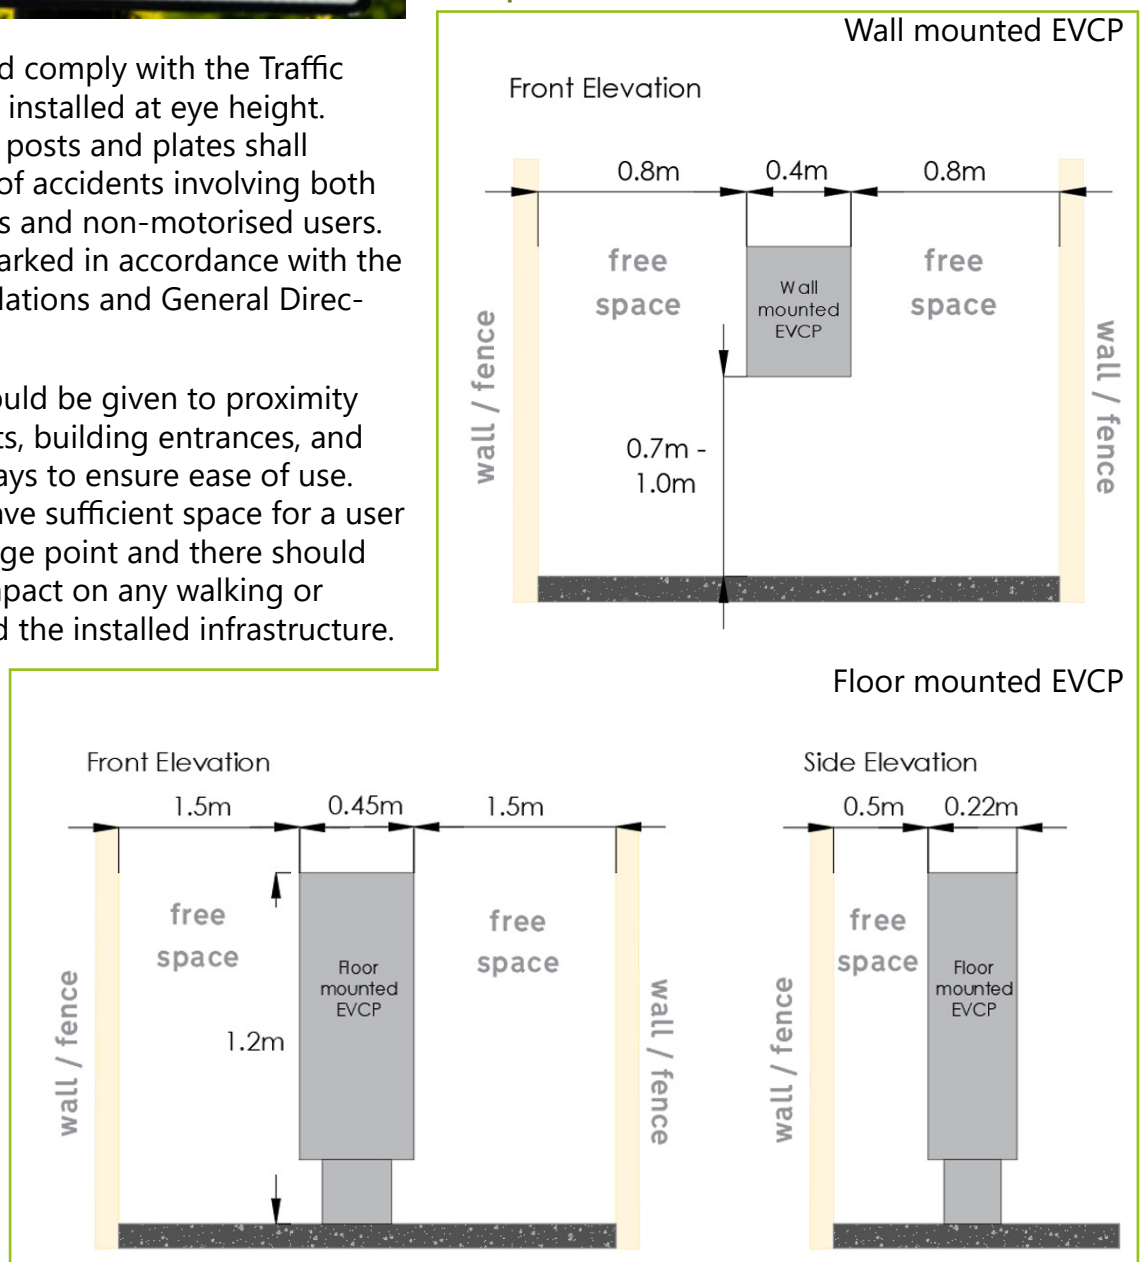 d comply with the Traffic
installed at eye height.
posts and plates shall
of accidents involving both
s and non-motorised users.
arked in accordance with the
lations and General Direc-
ould be given to proximity
ts, building entrances, and
ays to ensure ease of use.
ave sufficient space for a user
ge point and there should
npact on any walking or
d the installed infrastructure.
Wall mounted EVCP
Front Elevation
0.8m 0.4m 0.8m
free
space
Wall
mounted
EVCP
free
space
wall / fence
wall / fence
0.7m -
1.0m
Floor mounted EVCP
Front Elevation
1.5m 0.45m 1.5m
free
space
Floor
mounted
EVCP
free
space
1.2m
wall / fence
wall / fence
Side Elevation
0.5m 0.22m
free
space
Floor
mounted
EVCP
wall / fence